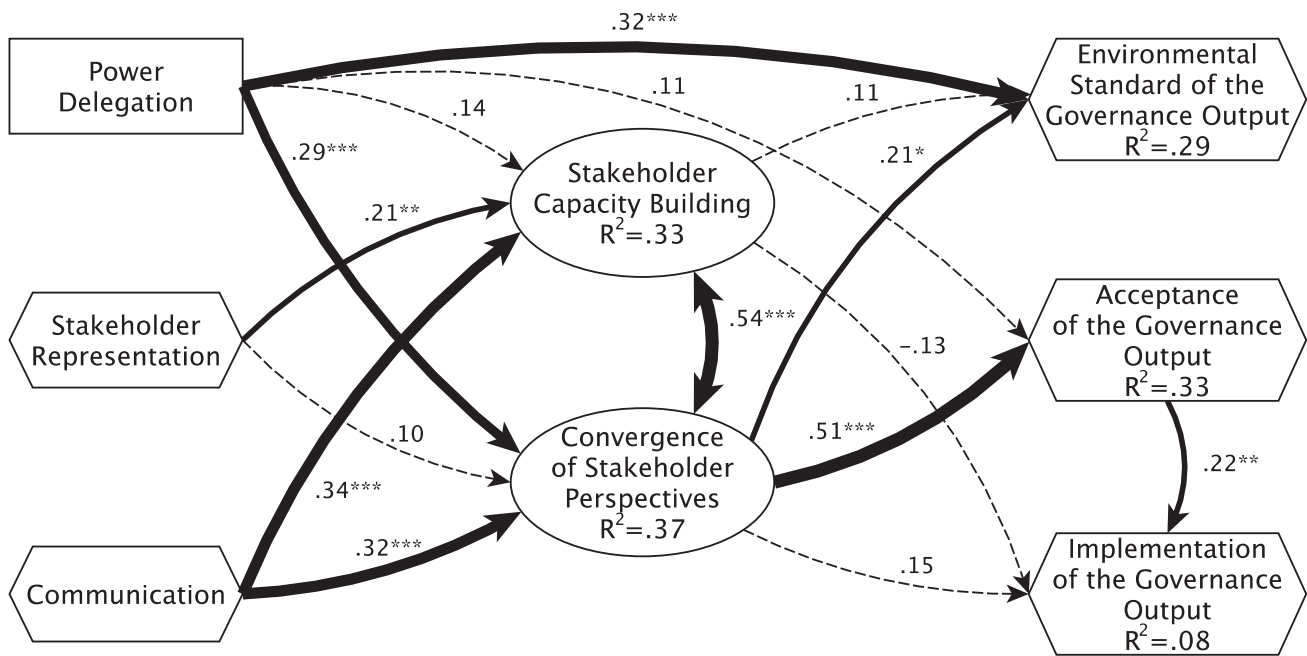 .32***
Power
Delegation
.11
.14
.11
Environmental
Standard of the
Governance Output
R²=.29
.29***
.21*
Stakeholder
Capacity Building
R²=.33
.21**
Stakeholder
Representation
.54***
–.13
Acceptance
of the Governance
Output
R²=.33
.10
.51***
Convergence
of Stakeholder
Perspectives
R²=.37
.22**
.34***
.32***
.15
Communication
Implementation
of the Governance
Output
R²=.08